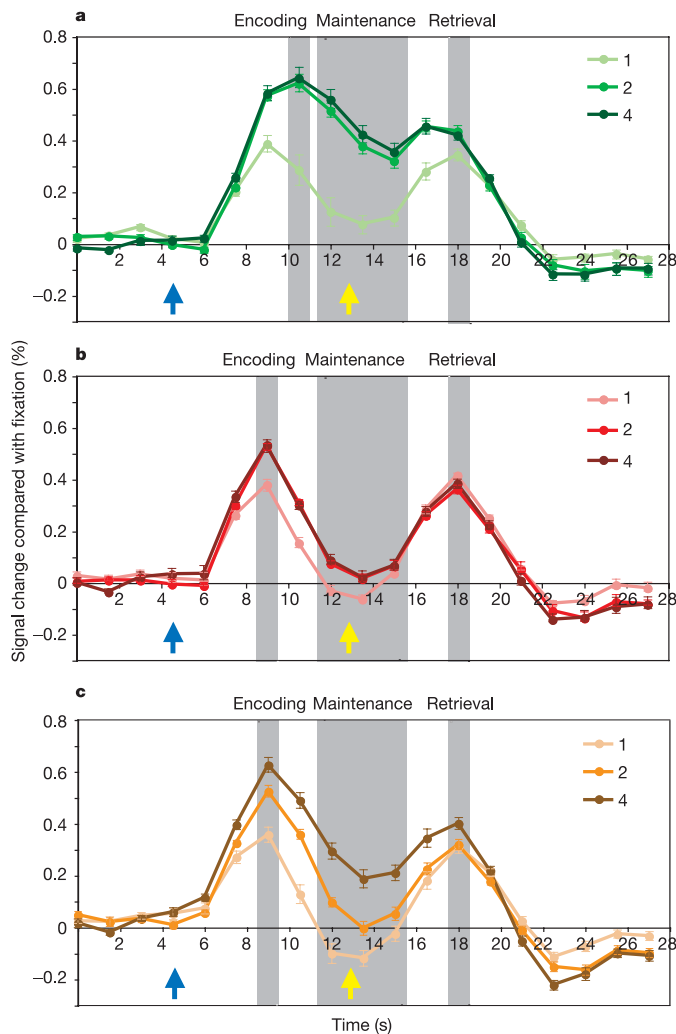 a
Encoding Maintenance Retrieval
0.8
0.6
0.4
0.2
0
–0.2
2 4 6 8 10 12 14 16 18 20 22 24 26 28
1
2
4
Signal change compared with fixation (%)
b
Encoding Maintenance Retrieval
0.8
0.6
0.4
0.2
0
–0.2
2 4 6 8 10 12 14 16 18 20 22 24 26 28
1
2
4
c
Encoding Maintenance Retrieval
0.8
0.6
0.4
0.2
0
–0.2
2 4 6 8 10 12 14 16 18 20 22 24 26 28
1
2
4
Time (s)